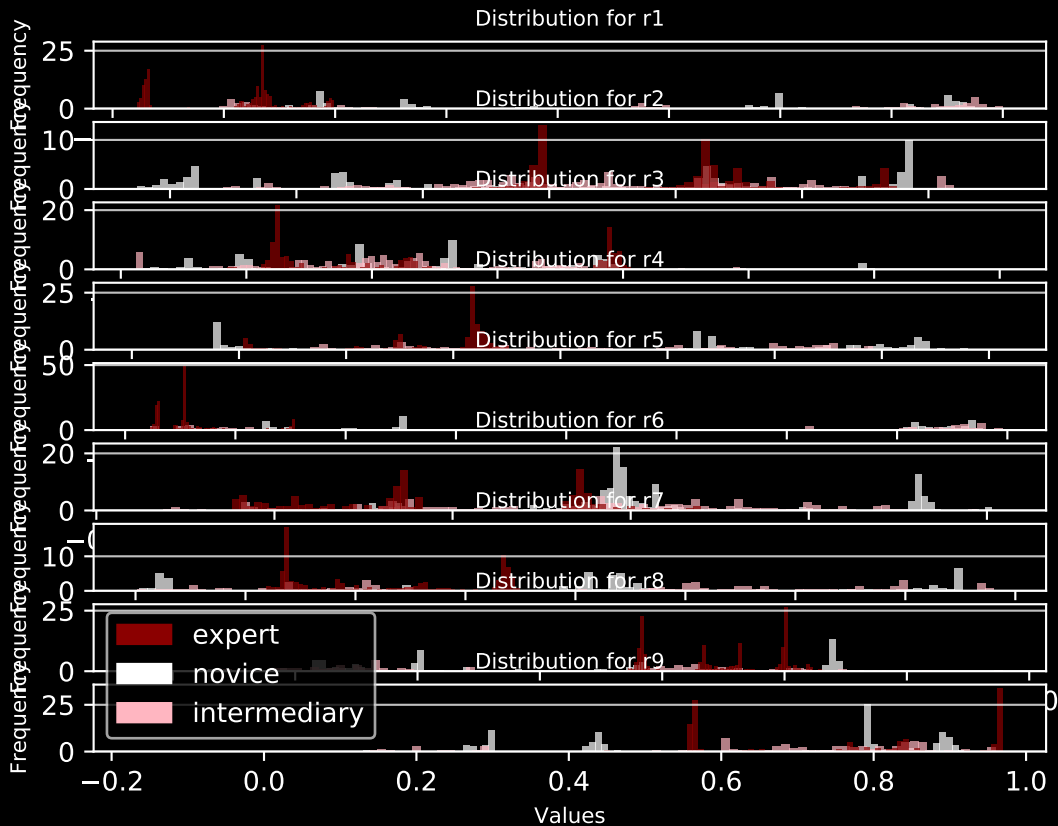 Distribution for r1
Frequency
25
0
Distribution for r2
Frequency
10
0
Distribution for r3
Frequency
20
0
Distribution for r4
Frequency
25
0
Distribution for r5
Frequency
50
0
Distribution for r6
Frequency
20
0
Distribution for r7
Frequency
10
0
Distribution for r8
Frequency
25
0
Distribution for r9
Frequency
25
0
expert
novice
intermediary
−0.2 0.0 0.2 0.4 0.6 0.8 1.0
Values